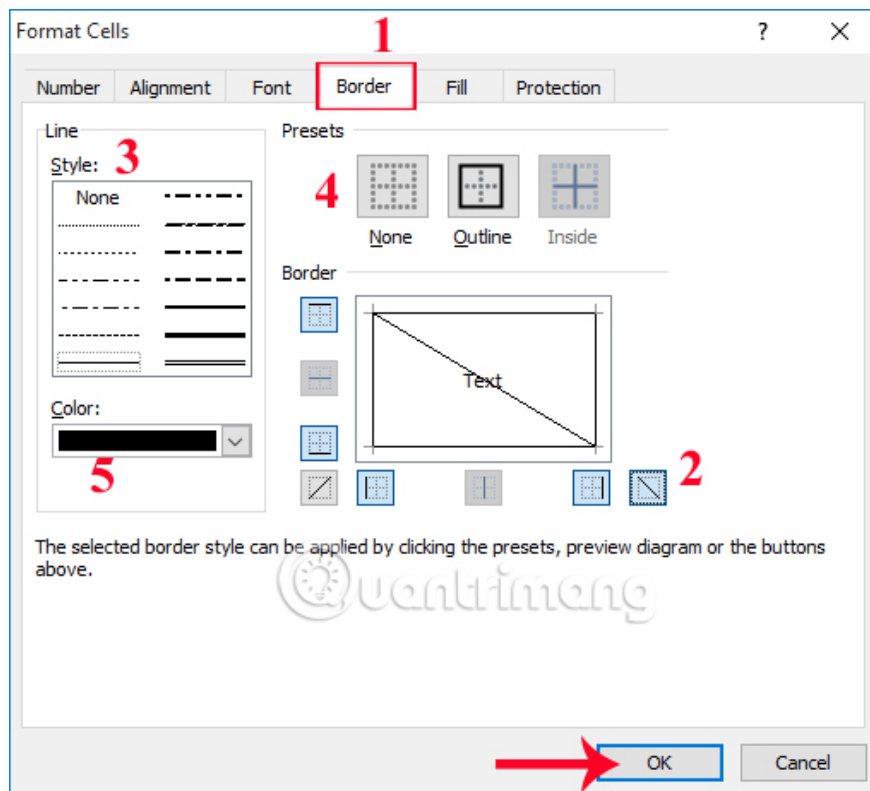 Format Cells ? X
1
Number Alignment Font Border Fill Protection
Line
3
Style:
None
Presets
4
None Outline Inside
Border
Text
Color:
5
2
The selected border style can be applied by clicking the presets, preview diagram or the buttons
above.
Quantrimang
OK Cancel